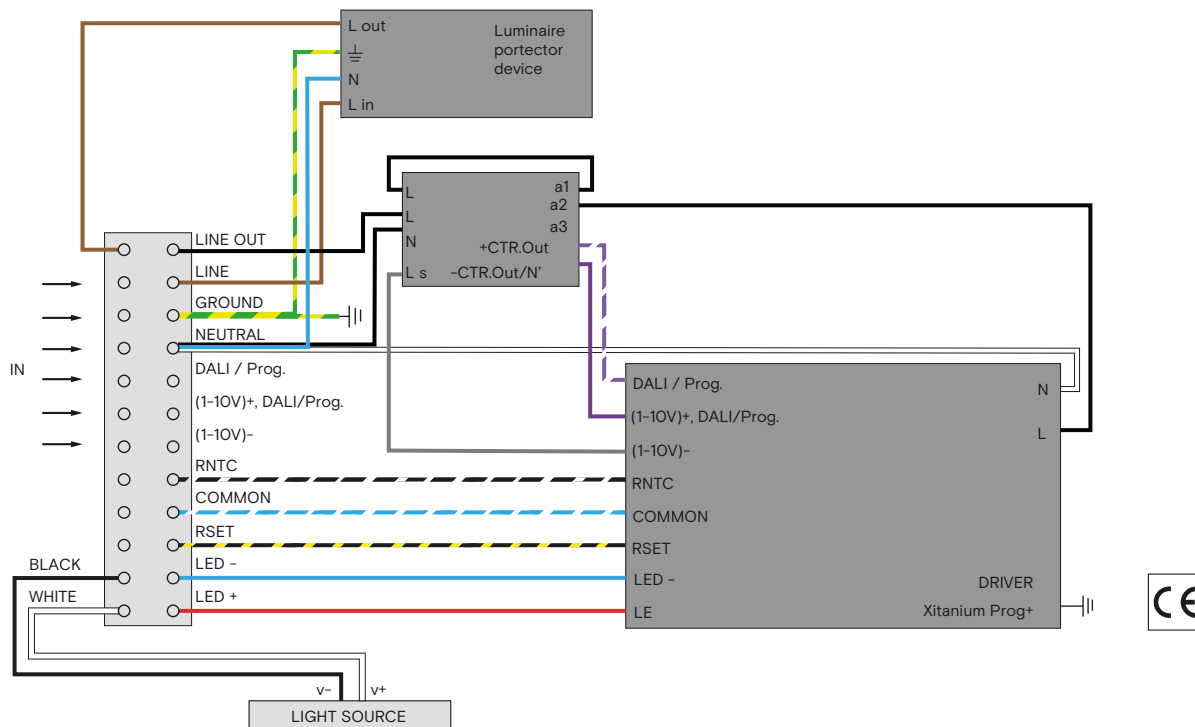 L out
Luminaire
portector
device
N
L in
L
a1
a2
L
a3
N
+CTR.Out
L s
-CTR.Out/N'
LINE OUT
LINE
GROUND
NEUTRAL
IN
DALI / Prog.
(1-10V)+, DALI/Prog.
(1-10V)-
RNTC
COMMON
RSET
LED -
LED +
BLACK
WHITE
DALI / Prog.
N
(1-10V)+, DALI/Prog.
L
(1-10V)-
RNTC
COMMON
RSET
LED -
DRIVER
LE
Xitanium Prog+
CE
v-
v+
LIGHT SOURCE